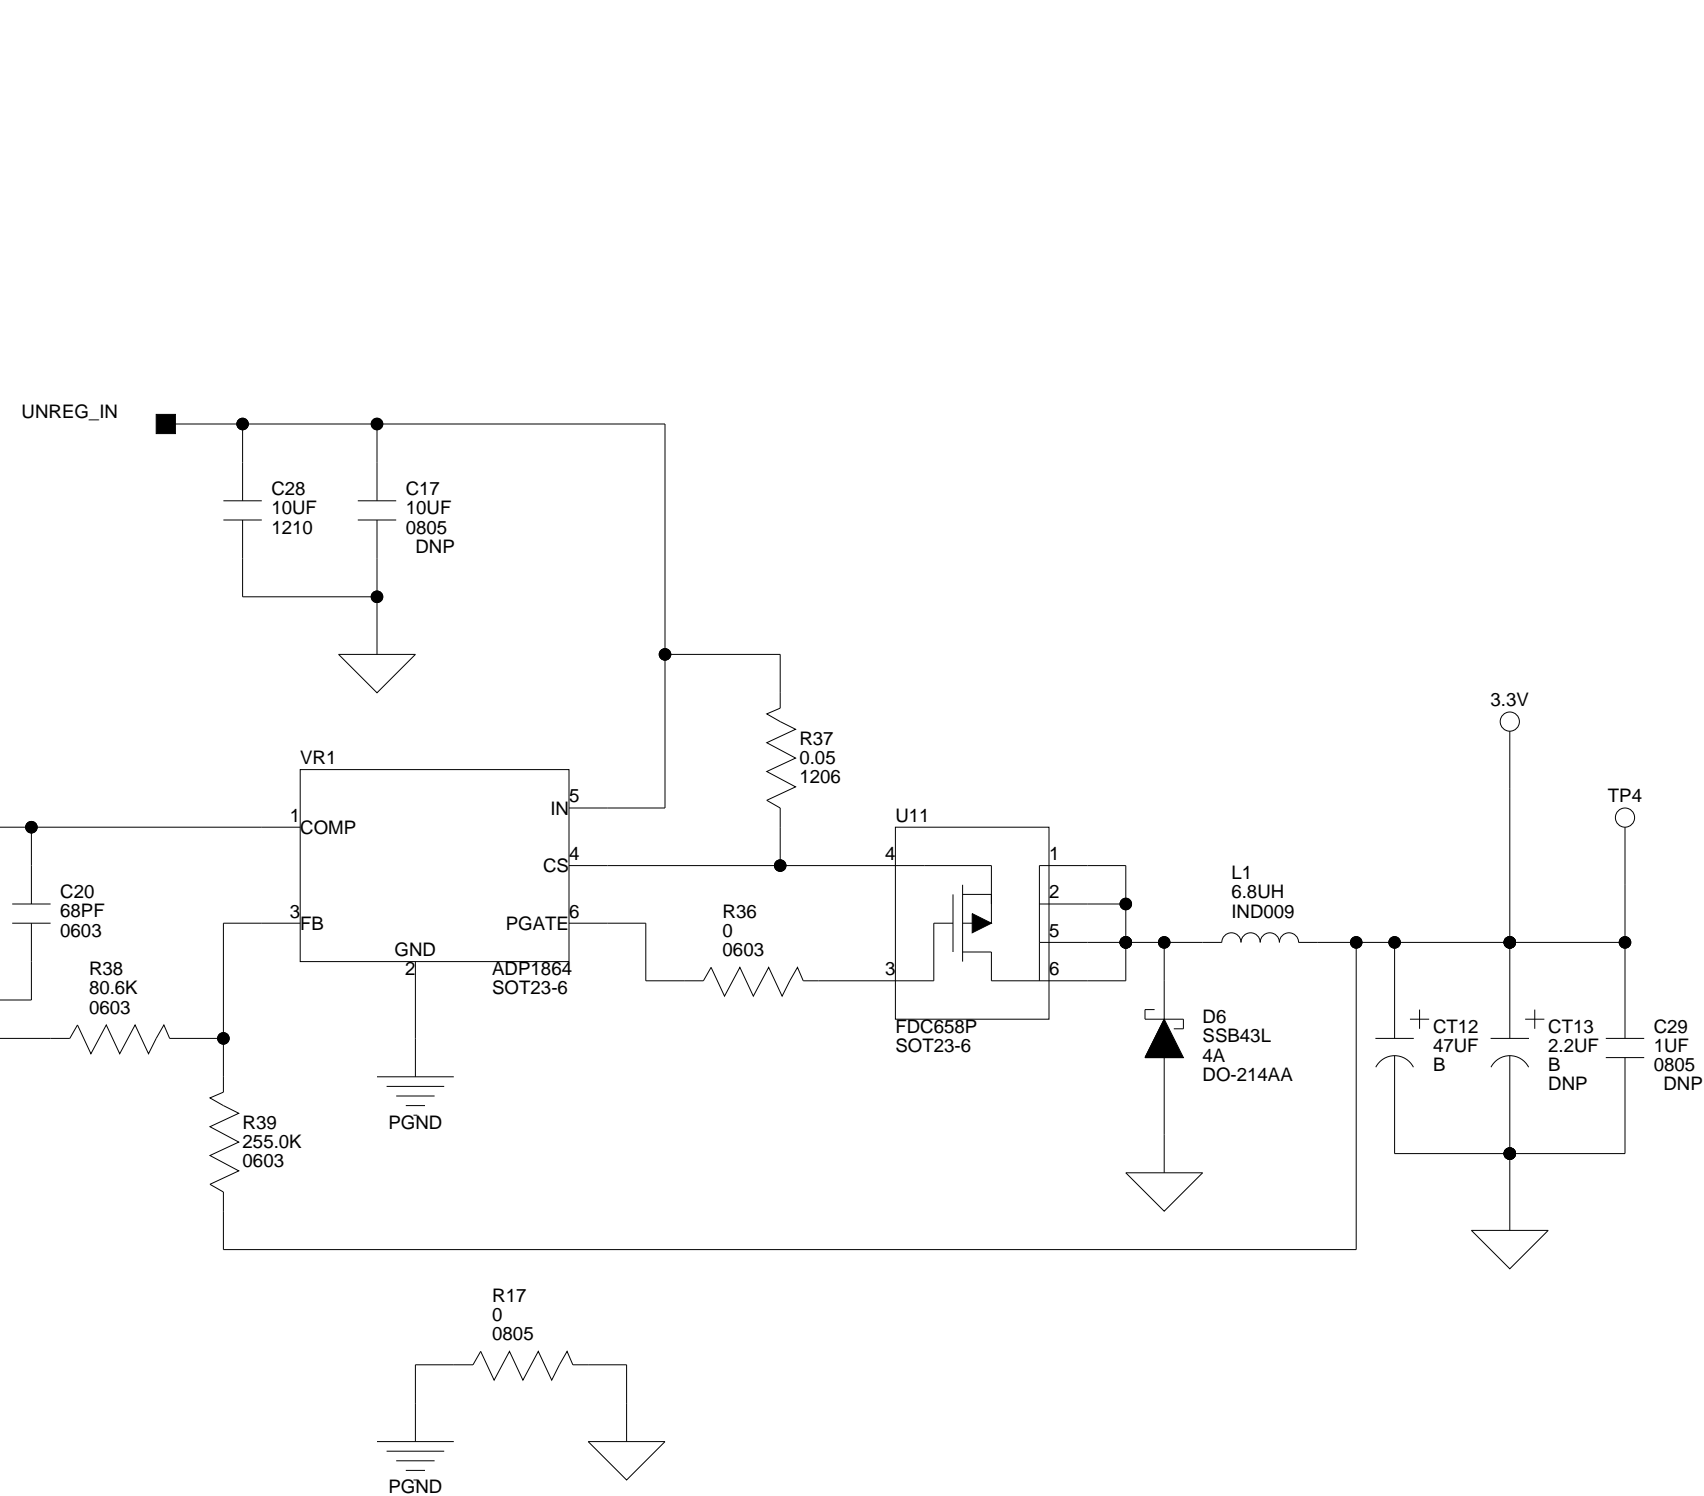 UNREG_IN
C28
10UF
1210
C17
10UF
0805
DNP
R37
0.05
1206
3.3V
TP4
VR1
1
COMP
3
FB
GND
2
5
IN
4
CS
6
PGATE
ADP1864
SOT23-6
PGND
C20
68PF
0603
R38
80.6K
0603
R39
255.0K
0603
R36
0
0603
U11
4
3
1
2
5
6
FDC658P
SOT23-6
L1
6.8UH
IND009
D6
SSB43L
4A
DO-214AA
CT12
47UF
B
CT13
2.2UF
B
DNP
C29
1UF
0805
DNP
R17
0
0805
PGND